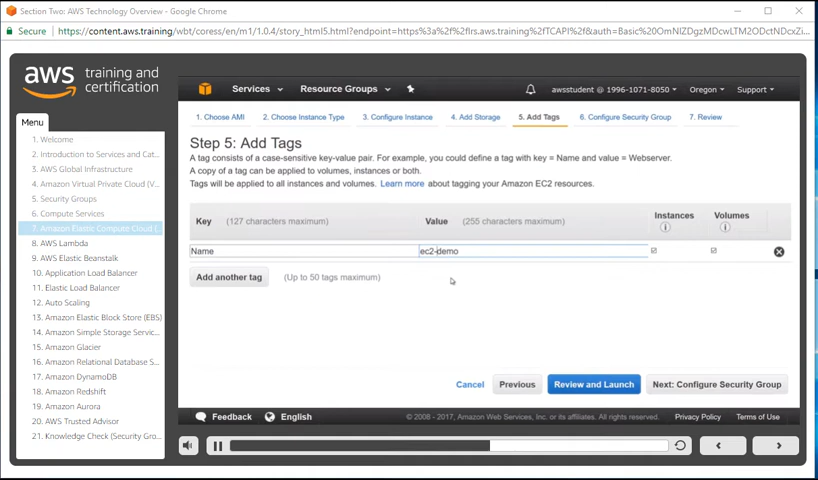 Section Two: AWS Technology Overview - Google Chrome
Secure https://content.aws.training/wbt/coress/en/m1/1.0.4/story_html5.html?endpoint=https%3a%2f%2flrs.aws.training%2fTCAPI%2f&auth=Basic%20OmNlZDgzMDcwLTM2ODctNDcxZi...
aws training and certification
Menu
1. Welcome
2. Introduction to Services and Cat...
3. AWS Global Infrastructure
4. Amazon Virtual Private Cloud (V...
5. Security Groups
6. Compute Services
7. Amazon Elastic Compute Cloud (
8. AWS Lambda
9. AWS Elastic Beanstalk
10. Application Load Balancer
11. Elastic Load Balancer
12. Auto Scaling
13. Amazon Elastic Block Store (EBS)
14. Amazon Simple Storage Servic...
15. Amazon Glacier
16. Amazon Relational Database S...
17. Amazon DynamoDB
18. Amazon Redshift
19. Amazon Aurora
20. AWS Trusted Advisor
21. Knowledge Check (Security Gro...
Services Resource Groups awsstudent @ 1996-1071-8050 Oregon Support
1. Choose AMI 2. Choose Instance Type 3. Configure Instance 4. Add Storage 5. Add Tags 6. Configure Security Group 7. Review
Step 5: Add Tags
A tag consists of a case-sensitive key-value pair. For example, you could define a tag with key = Name and value = Webserver.
A copy of a tag can be applied to volumes, instances or both.
Tags will be applied to all instances and volumes. Learn more about tagging your Amazon EC2 resources.
Key (127 characters maximum) Value (255 characters maximum) Instances Volumes
Name ec2-demo
Add another tag (Up to 50 tags maximum)
Cancel Previous Review and Launch Next: Configure Security Group
Feedback English © 2008 - 2017, Amazon Web Services, Inc. or its affiliates. All rights reserved. Privacy Policy Terms of Use